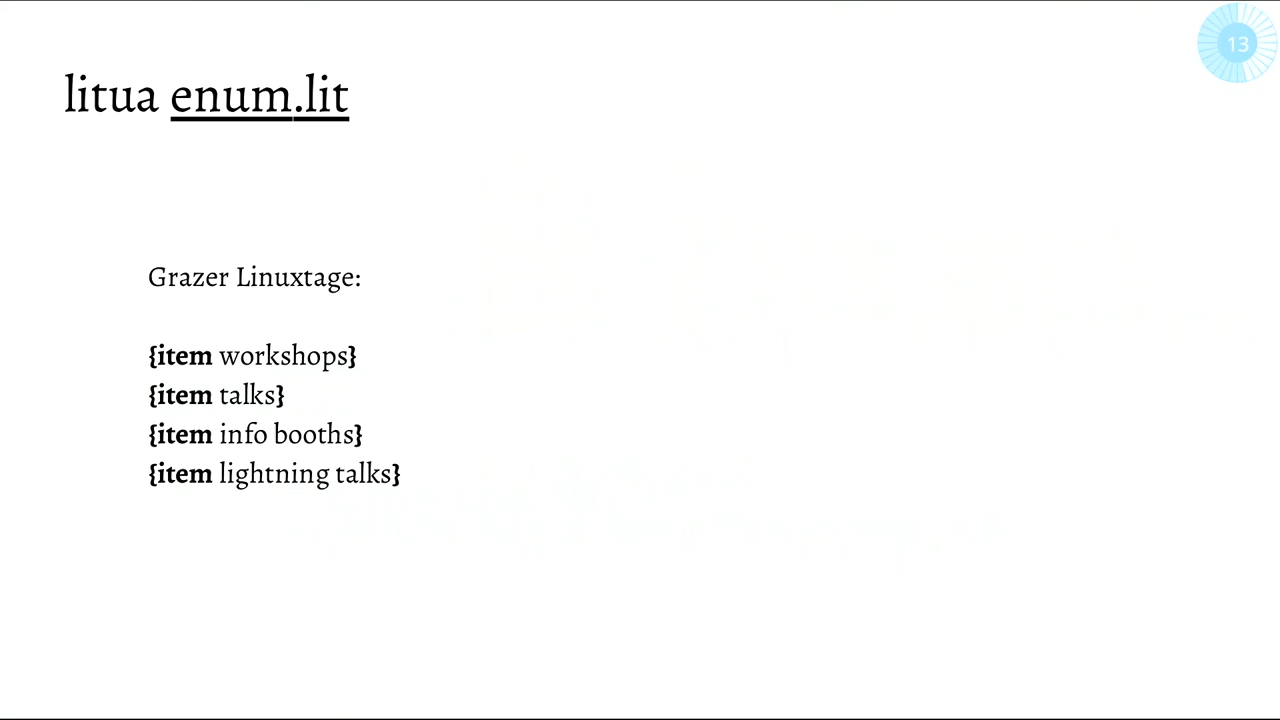 13
litua enum.lit
Grazer Linuxtage:
{item workshops}
{item talks}
{item info booths}
{item lightning talks}